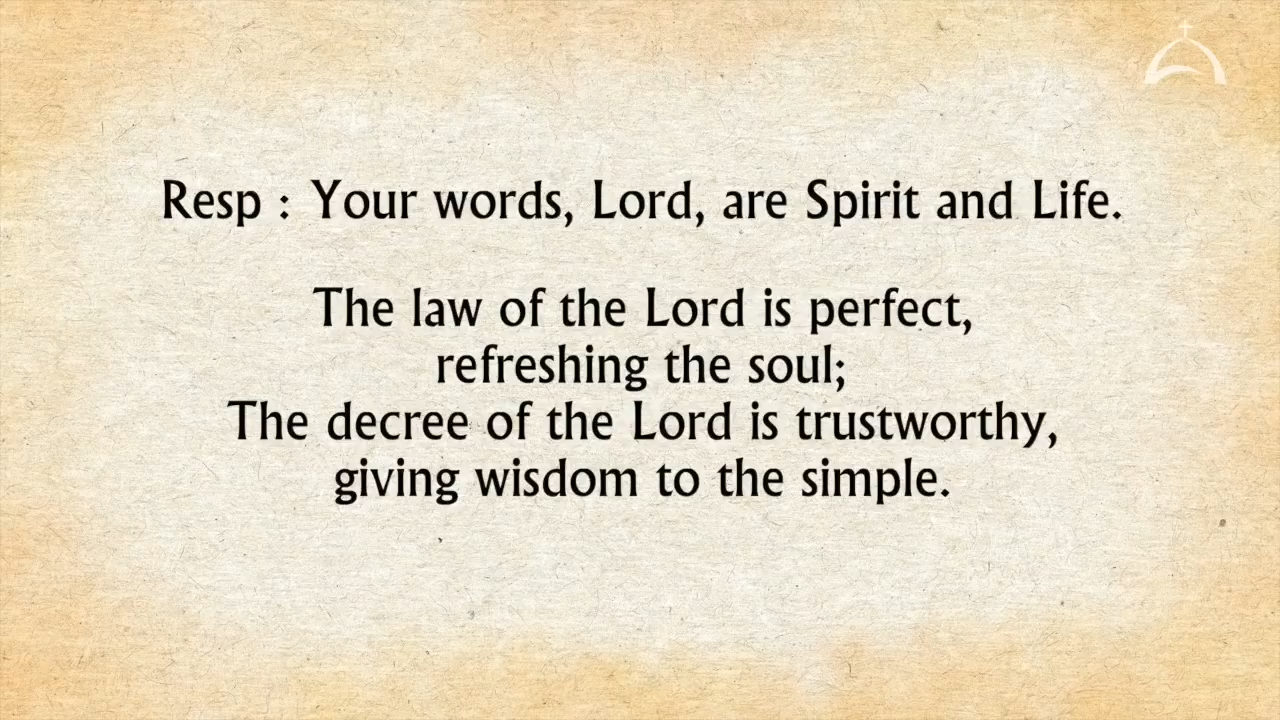 Resp : Your words, Lord, are Spirit and Life.
The law of the Lord is perfect,
refreshing the soul;
The decree of the Lord is trustworthy,
giving wisdom to the simple.